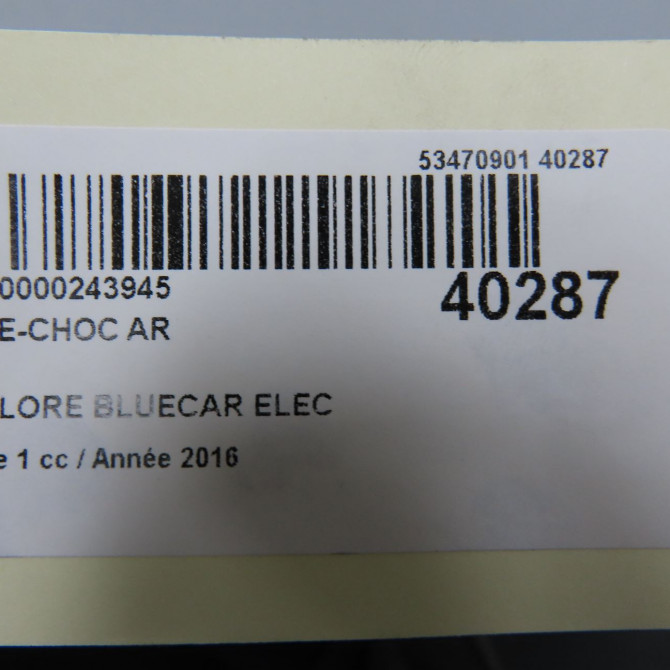 53470901 40287
0000243945
40287
E-CHOC AR
LORE BLUECAR ELEC
e 1 cc / Année 2016